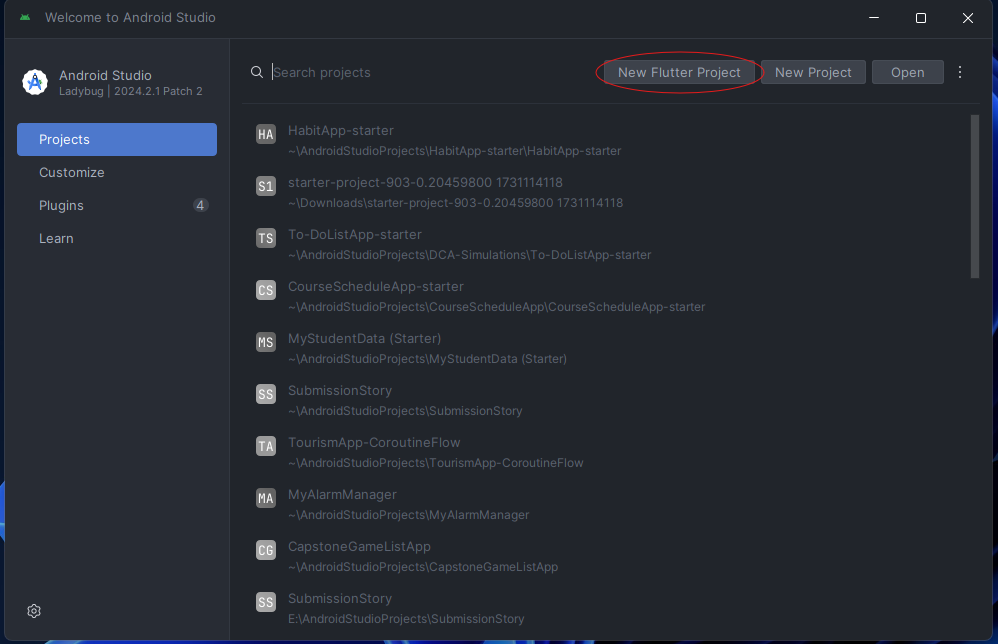 Welcome to Android Studio
Android Studio
Ladybug | 2024.2.1 Patch 2
Projects
Customize
Plugins 4
Learn
Search projects
New Flutter Project
New Project
Open
HA HabitApp-starter
~\AndroidStudioProjects\HabitApp-starter\HabitApp-starter
S1 starter-project-903-0.20459800 1731114118
~\Downloads\starter-project-903-0.20459800 1731114118
TS To-DoListApp-starter
~\AndroidStudioProjects\DCA-Simulations\To-DoListApp-starter
CS CourseScheduleApp-starter
~\AndroidStudioProjects\CourseScheduleApp\CourseScheduleApp-starter
MS MyStudentData (Starter)
~\AndroidStudioProjects\MyStudentData (Starter)
SS SubmissionStory
~\AndroidStudioProjects\SubmissionStory
TA TourismApp-CoroutineFlow
~\AndroidStudioProjects\TourismApp-CoroutineFlow
MA MyAlarmManager
~\AndroidStudioProjects\MyAlarmManager
CG CapstoneGameListApp
~\AndroidStudioProjects\CapstoneGameListApp
SS SubmissionStory
E:\AndroidStudioProjects\SubmissionStory